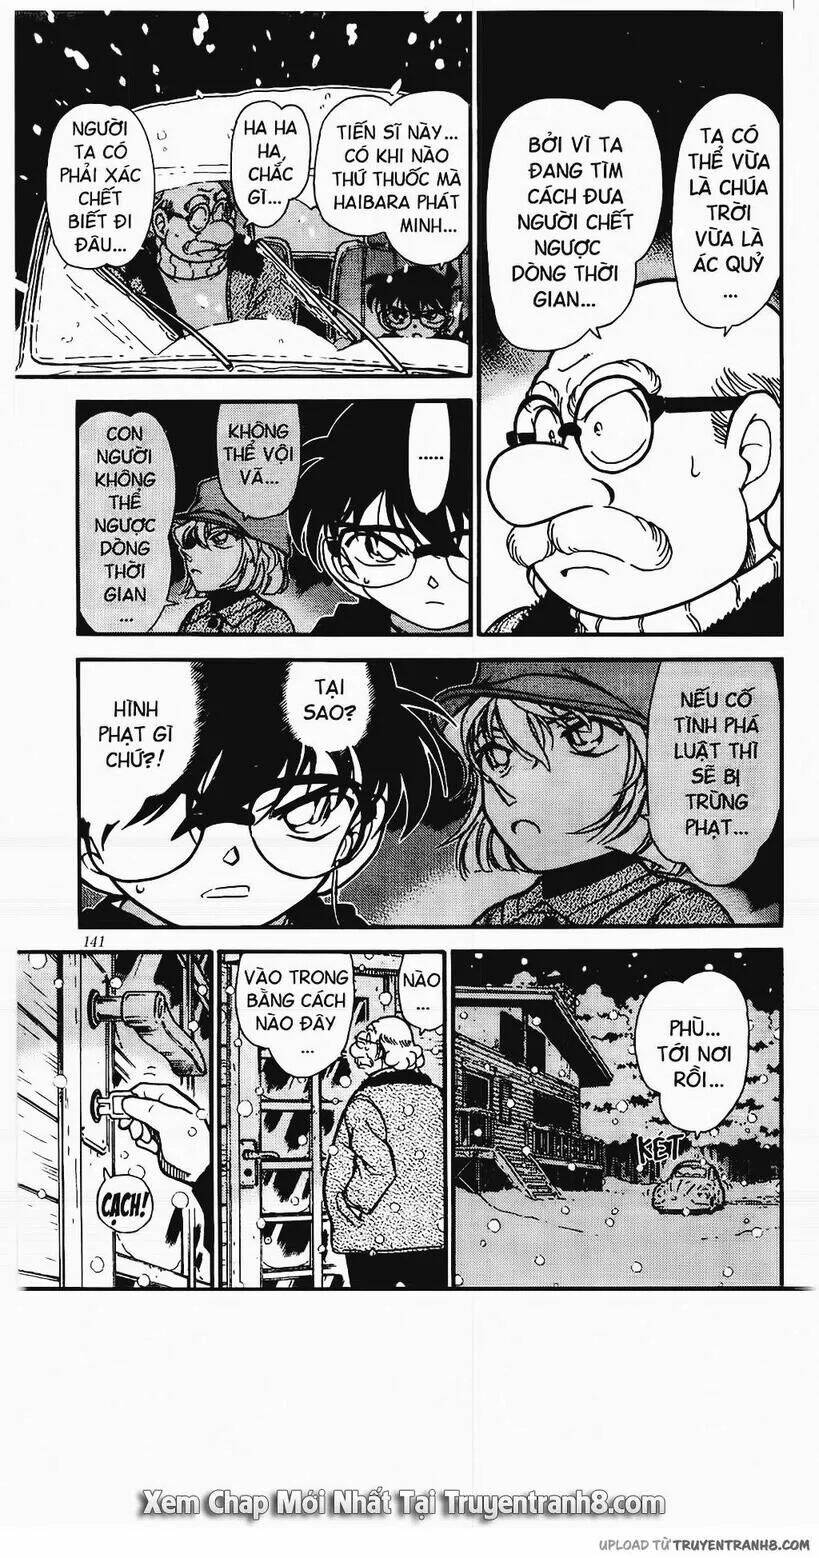 TA CÓ
THỂ VỪA
LÀ CHÚA
TRỜI
VỪA LÀ
ÁC QUỶ
...
BỞI VÌ TA
ĐANG TÌM
CÁCH ĐƯA
NGƯỜI CHẾT
NGƯỢC
DÒNG THỜI
GIAN...
TIẾN SĨ NÀY...
CÓ KHI NÀO
THỨ THUỐC MÀ
HAIBARA PHÁT
MINH...
HA HA
HA, CHẮC
GÌ...
NGƯỜI
TA CÓ
PHẢI XÁC
CHẾT
BIẾT ĐI
ĐÂU...
......
KHÔNG
THỂ VỘI
VÃ...
CON
NGƯỜI
KHÔNG
THỂ
NGƯỢC
DÒNG
THỜI
GIAN
...
NẾU CỐ
TÌNH PHÁ
LUẬT THÌ
SẼ BỊ
TRỪNG
PHẠT...
TẠI
SAO?
HÌNH
PHẠT GÌ
CHỨ?!
141
PHÙ...
TỚI NƠI
RỒI...
KÉT
NÀO
...
VÀO TRONG
BẰNG CÁCH
NÀO ĐÂY
...
CẠCH!
Xem Chap Mới Nhất Tại Truyentranh8.com
UPLOAD TỪ TRUYENTRANH8.COM